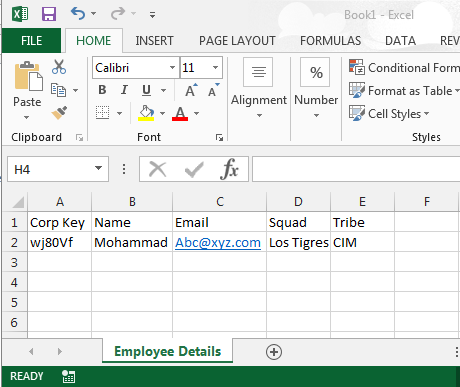 Book1 - Excel
FILE HOME INSERT PAGE LAYOUT FORMULAS DATA REV
Paste
Calibri 11
B I U A A
A
Alignment
%
Number
Conditional Form
Format as Table
Cell Styles
Clipboard Font Styles
H4 fx
A B C D E F
1 Corp Key Name Email Squad Tribe
2 wj80Vf Mohammad Abc@xyz.com Los Tigres CIM
3
4
5
6
Employee Details
READY